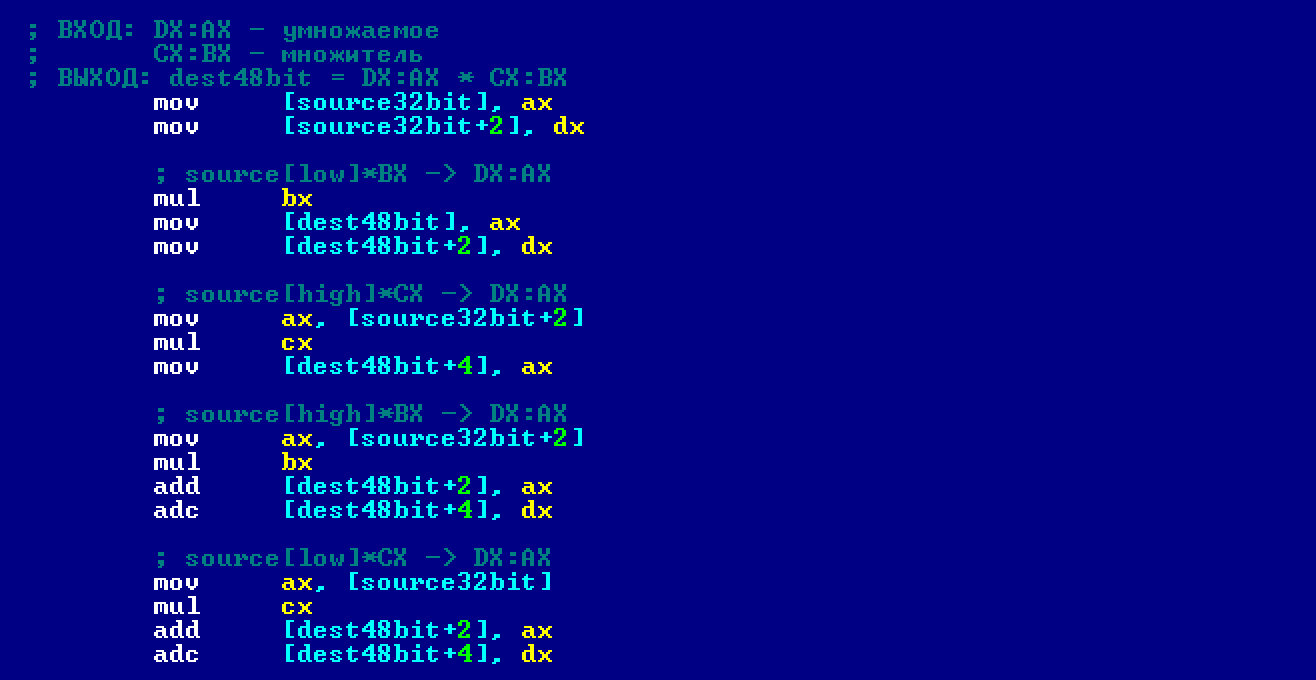 ; ВХОД: DX:AX - умножаемое
;       CX:BX - множитель
; ВЫХОД: dest48bit = DX:AX * CX:BX
        mov     [source32bit], ax
        mov     [source32bit+2], dx

        ; source[low]*BX -> DX:AX
        mul     bx
        mov     [dest48bit], ax
        mov     [dest48bit+2], dx

        ; source[high]*CX -> DX:AX
        mov     ax, [source32bit+2]
        mul     cx
        mov     [dest48bit+4], ax

        ; source[high]*BX -> DX:AX
        mov     ax, [source32bit+2]
        mul     bx
        add     [dest48bit+2], ax
        adc     [dest48bit+4], dx

        ; source[low]*CX -> DX:AX
        mov     ax, [source32bit]
        mul     cx
        add     [dest48bit+2], ax
        adc     [dest48bit+4], dx